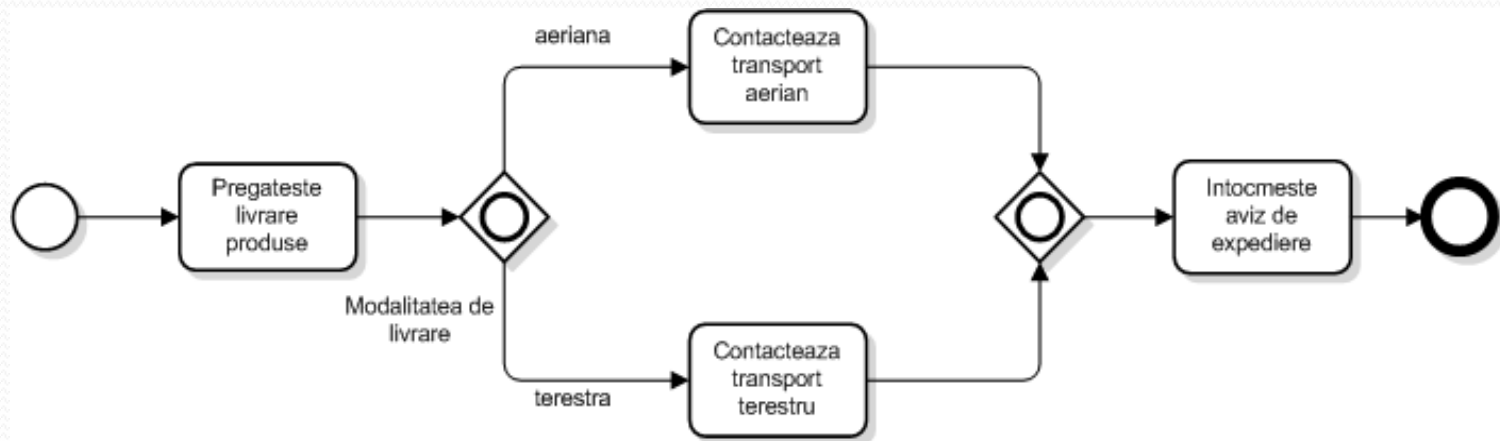 Pregateste
livrare
produse
Modalitatea de
livrare
aeriana
Contacteaza
transport
aerian
terestra
Contacteaza
transport
terestru
Intocmeste
aviz de
expediere